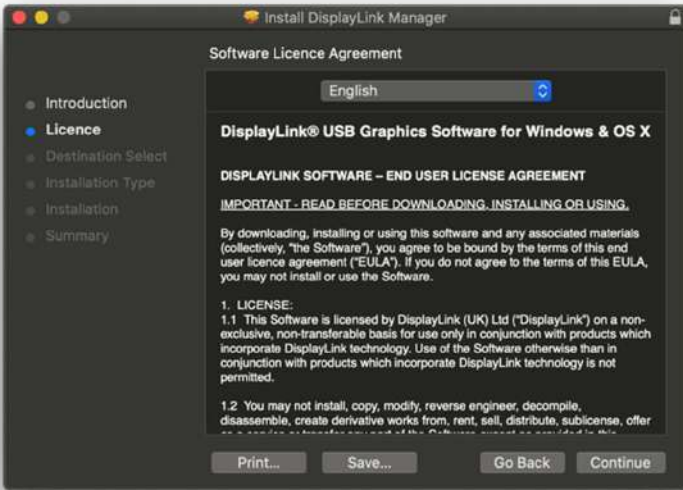 Install DisplayLink Manager
Software Licence Agreement
Introduction
Licence
Destination Select
Installation Type
Installation
Summary
English
DisplayLink® USB Graphics Software for Windows & OS X
DISPLAYLINK SOFTWARE – END USER LICENSE AGREEMENT
IMPORTANT - READ BEFORE DOWNLOADING, INSTALLING OR USING.
By downloading, installing or using this software and any associated materials
(collectively, "the Software"), you agree to be bound by the terms of this end
user licence agreement ("EULA"). If you do not agree to the terms of this EULA,
you may not install or use the Software.
1. LICENSE:
1.1 This Software is licensed by DisplayLink (UK) Ltd ("DisplayLink") on a non-
exclusive, non-transferable basis for use only in conjunction with products which
incorporate DisplayLink technology. Use of the Software otherwise than in
conjunction with products which incorporate DisplayLink technology is not
permitted.
1.2 You may not install, copy, modify, reverse engineer, decompile,
disassemble, create derivative works from, rent, sell, distribute, sublicense, offer
Print...
Save...
Go Back
Continue